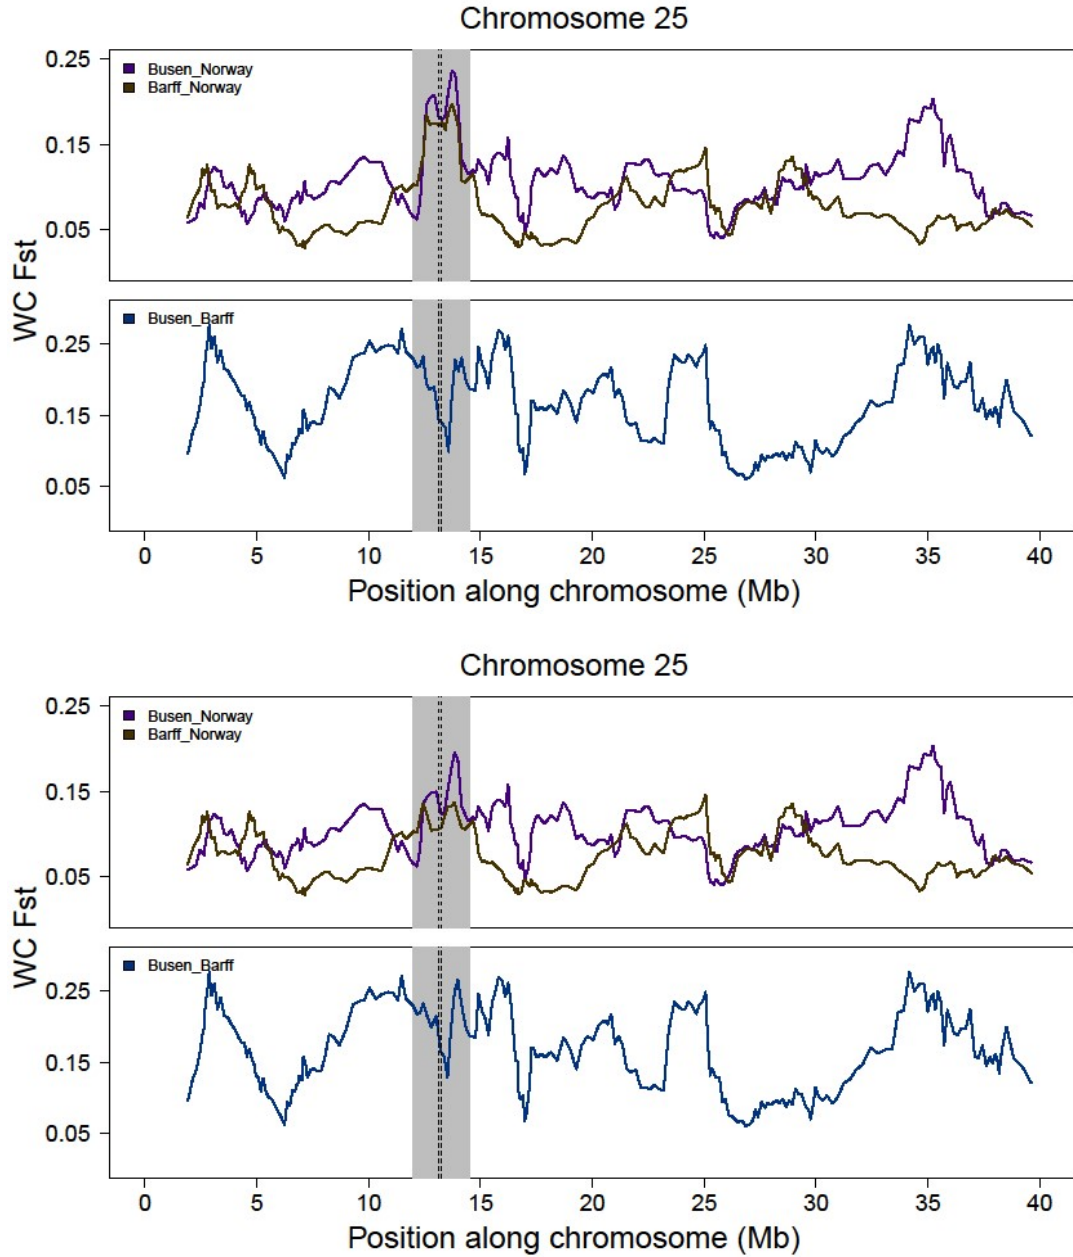 Chromosome 25
0.25
0.15
0.05
Busen_Norway
Barff_Norway
WC Fst
0.25
0.15
0.05
Busen_Barff
0 5 10 15 20 25 30 35 40
Position along chromosome (Mb)
Chromosome 25
0.25
0.15
0.05
Busen_Norway
Barff_Norway
WC Fst
0.25
0.15
0.05
Busen_Barff
0 5 10 15 20 25 30 35 40
Position along chromosome (Mb)